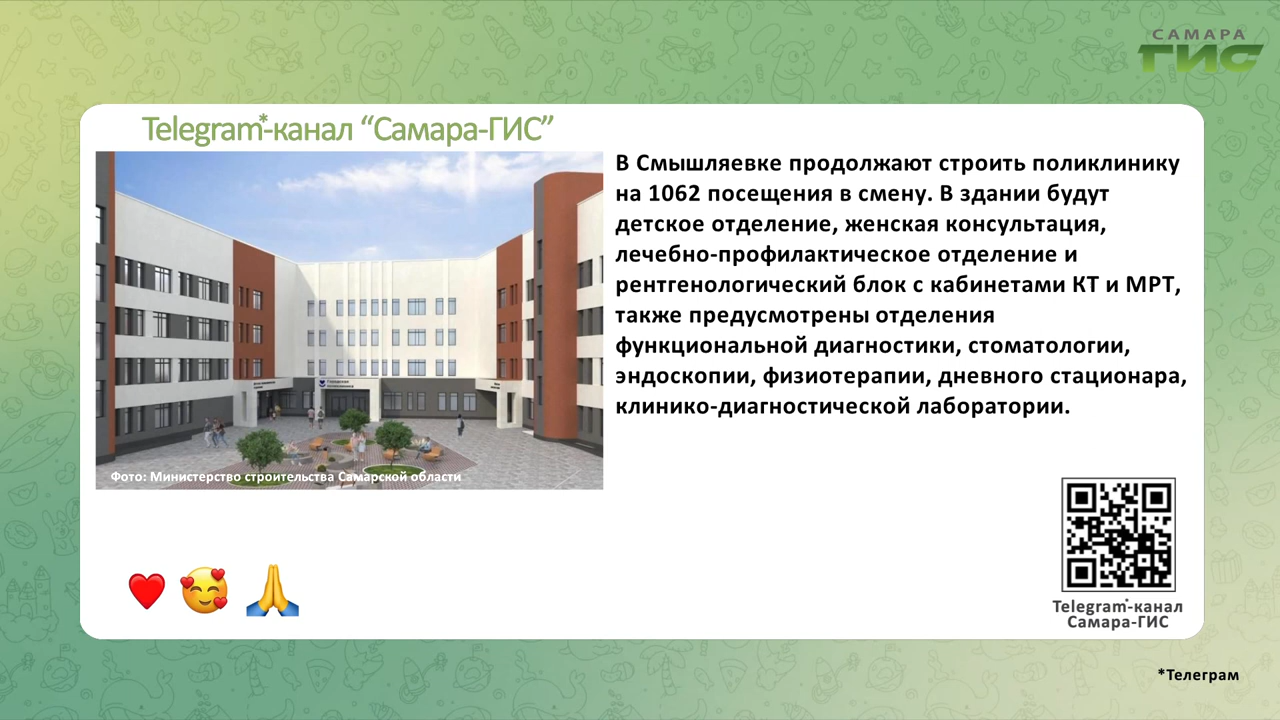 САМАРА
ГИС
Telegram*-канал “Самара-ГИС”
В Смышляевке продолжают строить поликлинику
на 1062 посещения в смену. В здании будут
детское отделение, женская консультация,
лечебно-профилактическое отделение и
рентгенологический блок с кабинетами КТ и МРТ,
также предусмотрены отделения
функциональной диагностики, стоматологии,
эндоскопии, физиотерапии, дневного стационара,
клинико-диагностической лаборатории.
Фото: Министерство строительства Самарской области
Telegram*-канал
Самара-ГИС
*Телеграм